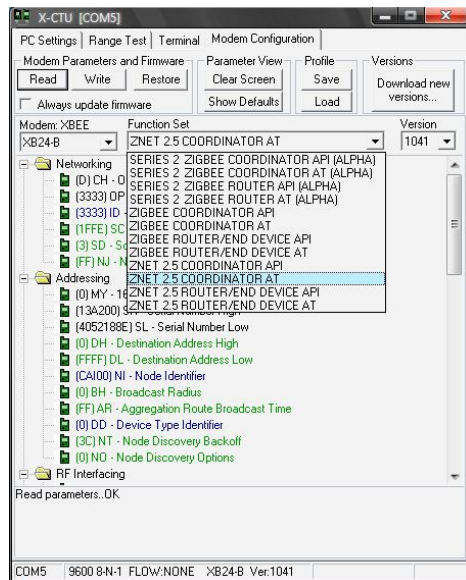 X-CTU [COM5]
PC Settings Range Test Terminal Modem Configuration
Modem Parameters and Firmware Parameter View Profile Versions
Read Write Restore Clear Screen Save Download new versions...
Always update firmware Show Defaults Load
Modem: XBEE Function Set Version
XB24-B ZNET 2.5 COORDINATOR AT 1041
SERIES 2 ZIGBEE COORDINATOR API (ALPHA)
SERIES 2 ZIGBEE COORDINATOR AT (ALPHA)
SERIES 2 ZIGBEE ROUTER API (ALPHA)
SERIES 2 ZIGBEE ROUTER AT (ALPHA)
ZIGBEE COORDINATOR API
ZIGBEE COORDINATOR AT
ZIGBEE ROUTER/END DEVICE API
ZIGBEE ROUTER/END DEVICE AT
ZNET 2.5 COORDINATOR API
ZNET 2.5 COORDINATOR AT
ZNET 2.5 ROUTER/END DEVICE API
ZNET 2.5 ROUTER/END DEVICE AT
Networking
(D) CH - O
(3333) OP
(3333) ID -
(1FFE) SC
(3) SD - Sc
(FF) NJ - N
Addressing
(0) MY - 16
(13A200)
(4052188E) SL - Serial Number Low
(0) DH - Destination Address High
(FFFF) DL - Destination Address Low
(CAI00) NI - Node Identifier
(0) BH - Broadcast Radius
(FF) AR - Aggregation Route Broadcast Time
(0) DD - Device Type Identifier
(3C) NT - Node Discovery Backoff
(0) NO - Node Discovery Options
RF Interfacing
Read parameters..OK
COM5 9600 8-N-1 FLOW:NONE XB24-B Ver:1041